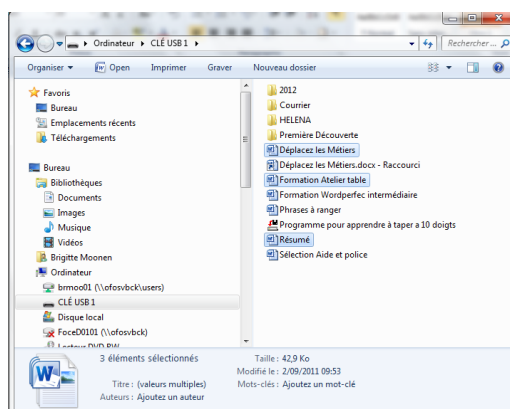 Ordinateur CLÉ USB 1 Rechercher...
Organiser Open Imprimer Graver Nouveau dossier
Favoris
Bureau
Emplacements récents
Téléchargements
Bureau
Bibliothèques
Documents
Images
Musique
Vidéos
Brigitte Moonen
Ordinateur
brmoo01 (\\ofosvbck\users)
CLÉ USB 1
Disque local
FoceD0101 (\\ofosvbck)
Lecteur DVD RW
2012
Courrier
HELENA
Première Découverte
Déplacez les Métiers
Déplacez les Métiers.docx - Raccourci
Formation Atelier table
Formation Wordperfec intermédiaire
Phrases à ranger
Programme pour apprendre à taper a 10 doigts
Résumé
Sélection Aide et police
3 éléments sélectionnés Taille : 42,9 Ko
Modifié le : 2/09/2011 09:53
Titre : (valeurs multiples) Mots-clés : Ajoutez un mot-clé
Auteurs : Ajoutez un auteur